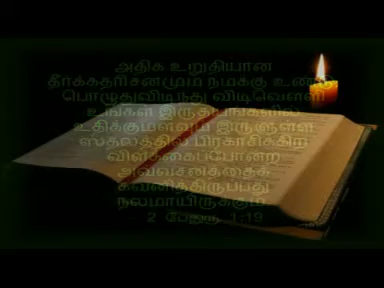 அதிக உறுதியான
தீர்க்கதரிசனமும் நமக்கு உண்டு
பொழுதுவிடிந்து விடிவெள்ளி
உங்கள் இருதயங்களில்
உதிக்குமளவும் இருளுள்ள
ஸ்தலத்தில் பிரகாசிக்கிற
விளக்கைப்போன்ற
அவ்வசனத்தைக்
கவனித்திருப்பது
நலமாயிருக்கும்
- 2 பேதுரு 1:19